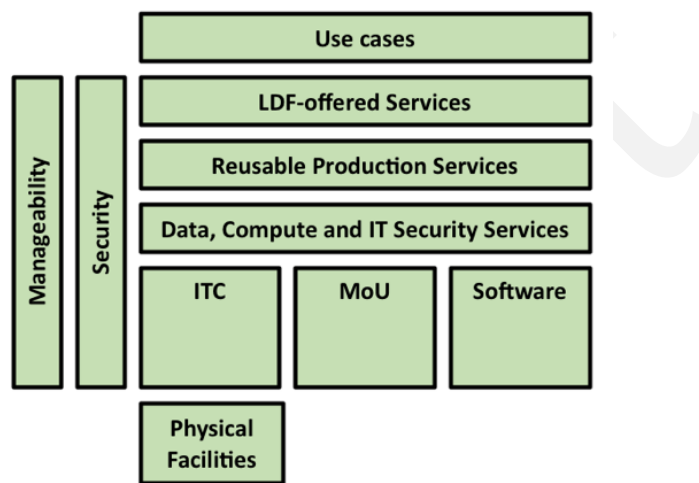 Use cases
LDF-offered Services
Reusable Production Services
Data, Compute and IT Security Services
Manageability
Security
ITC
MoU
Software
Physical
Facilities